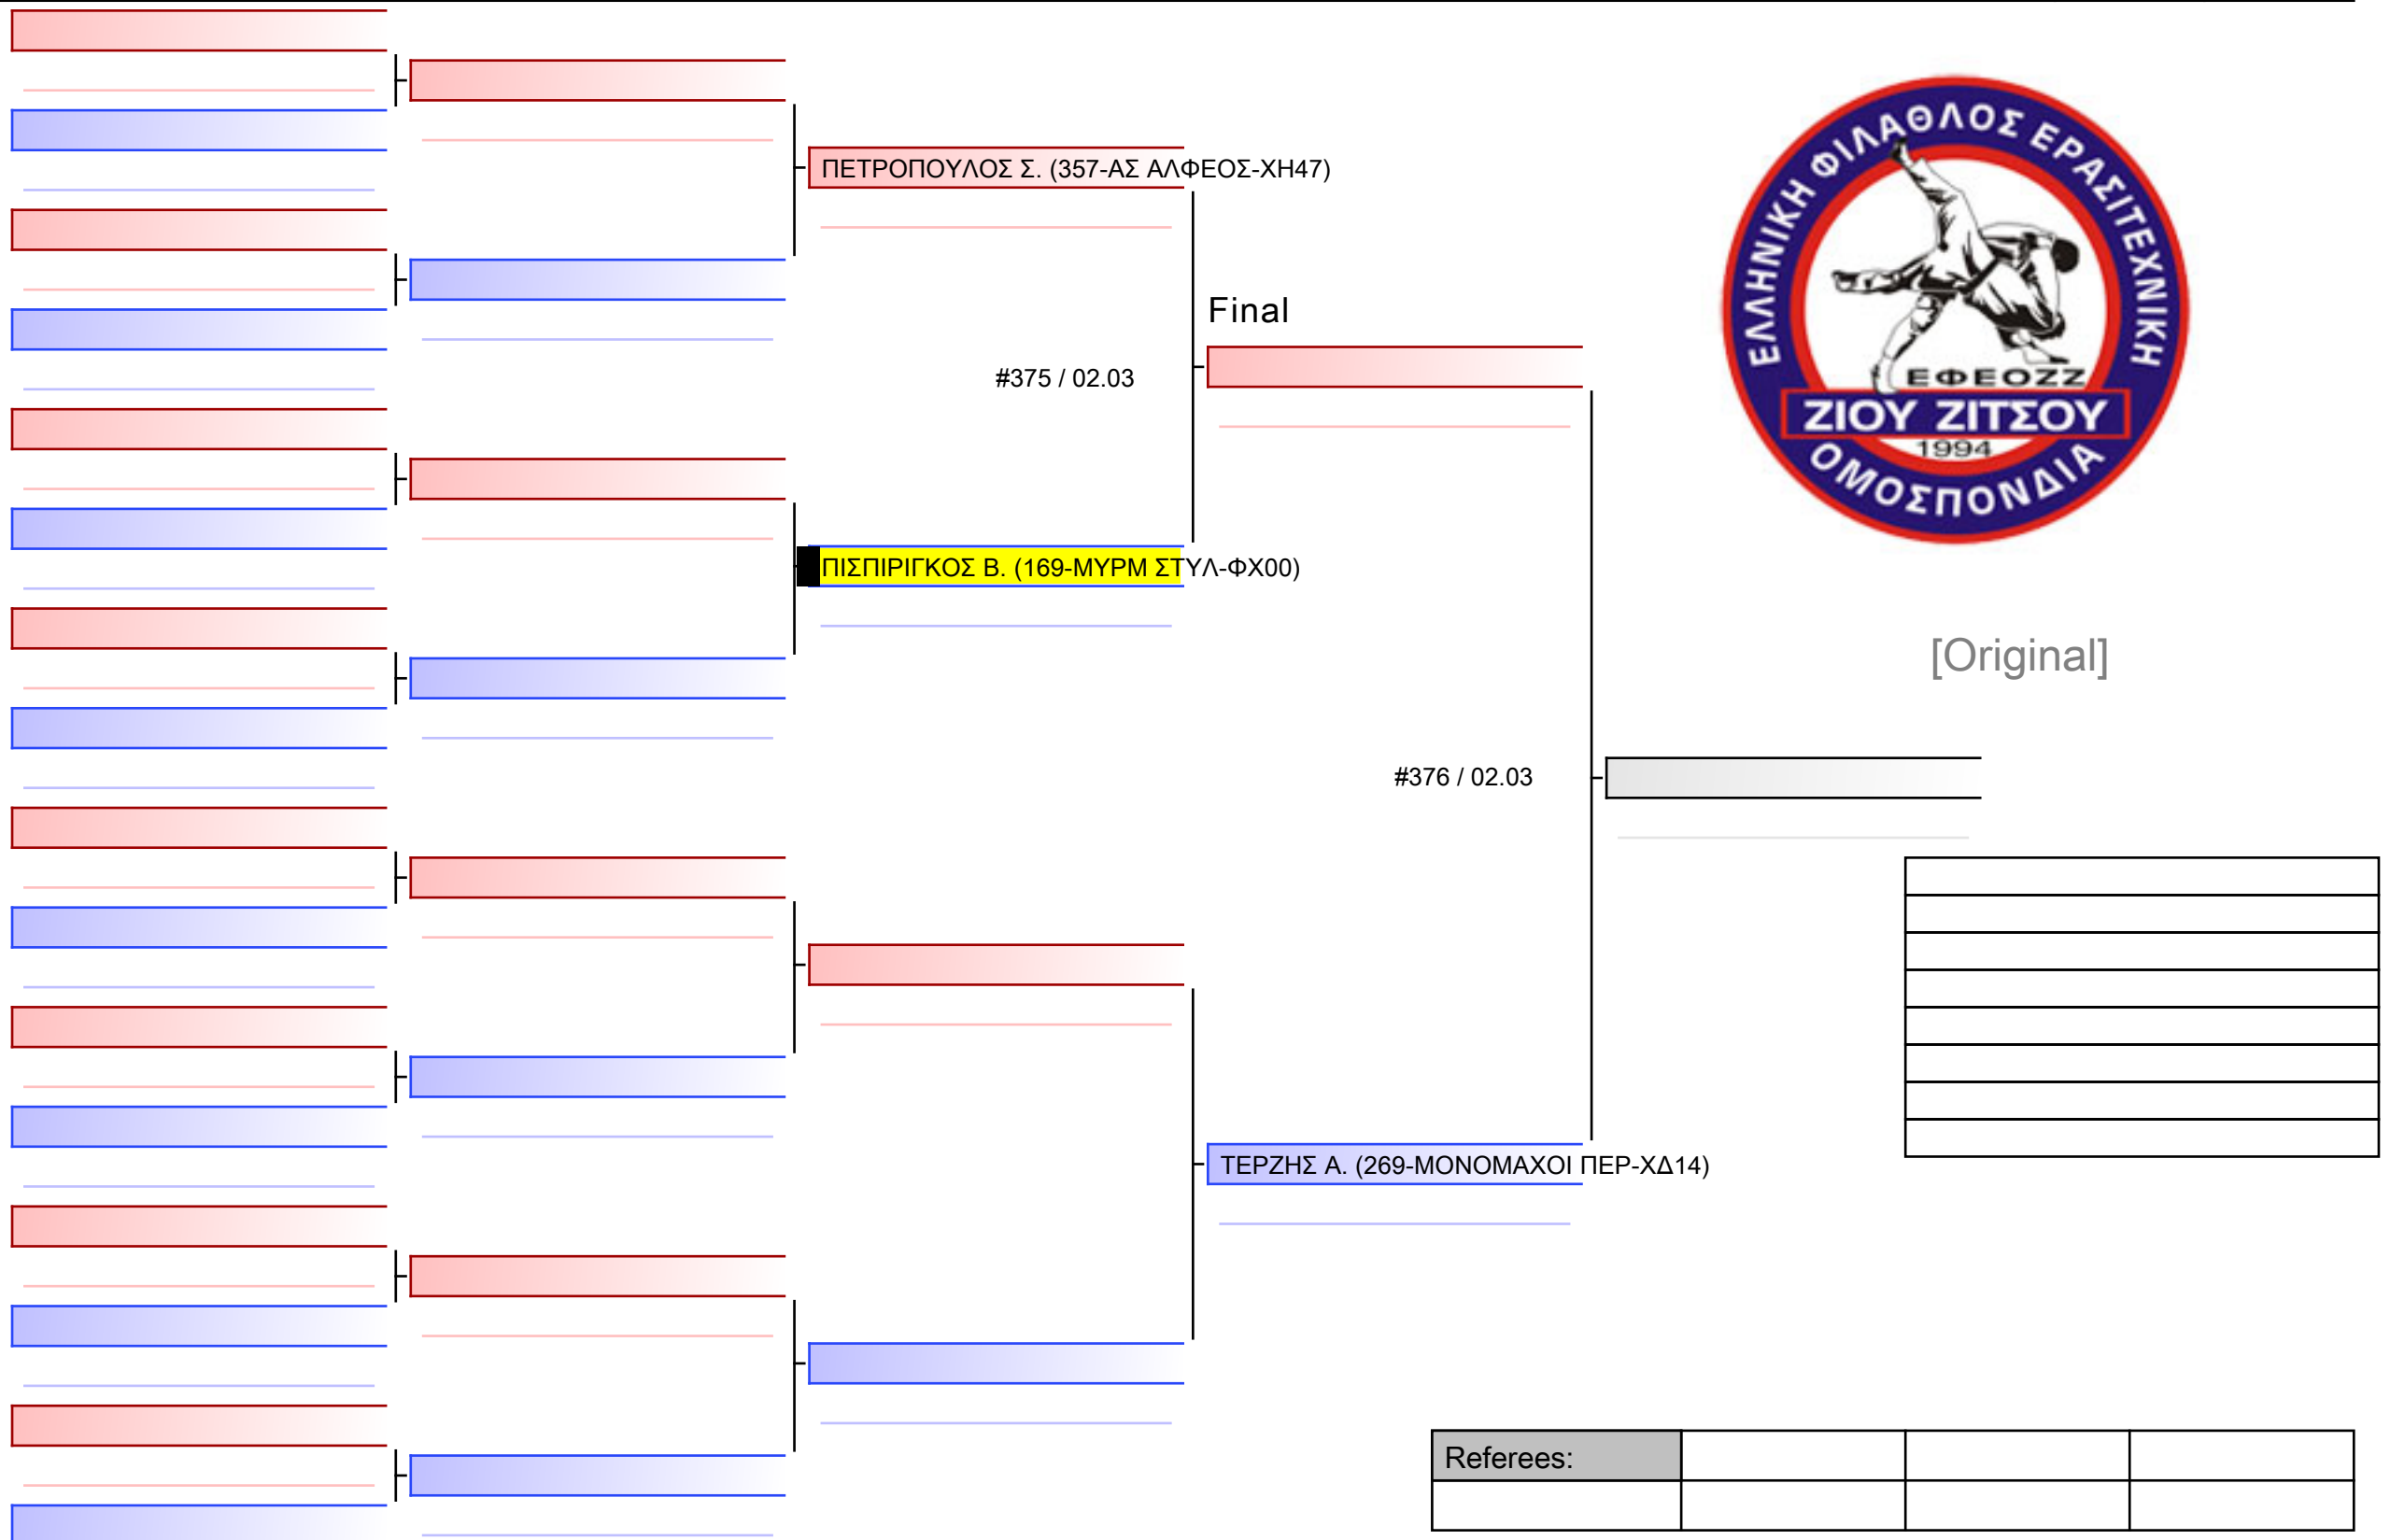 ΠΕΤΡΟΠΟΥΛΟΣ Σ. (357-ΑΣ ΑΛΦΕΟΣ-ΧΗ47)
Final
#375 / 02.03
ΠΙΣΠΙΡΙΓΚΟΣ Β. (169-ΜΥΡΜ ΣΤΥΛ-ΦΧ00)
ΕΛΛΗΝΙΚΗ ΦΙΛΑΘΛΟΣ ΕΡΑΣΙΤΕΧΝΙΚΗ
ΕΦΕΟΖΖ
ΖΙΟΥ ΖΙΤΣΟΥ
1994
ΟΜΟΣΠΟΝΔΙΑ
[Original]
#376 / 02.03
ΤΕΡΖΗΣ Α. (269-ΜΟΝΟΜΑΧΟΙ ΠΕΡ-ΧΔ14)
Referees: